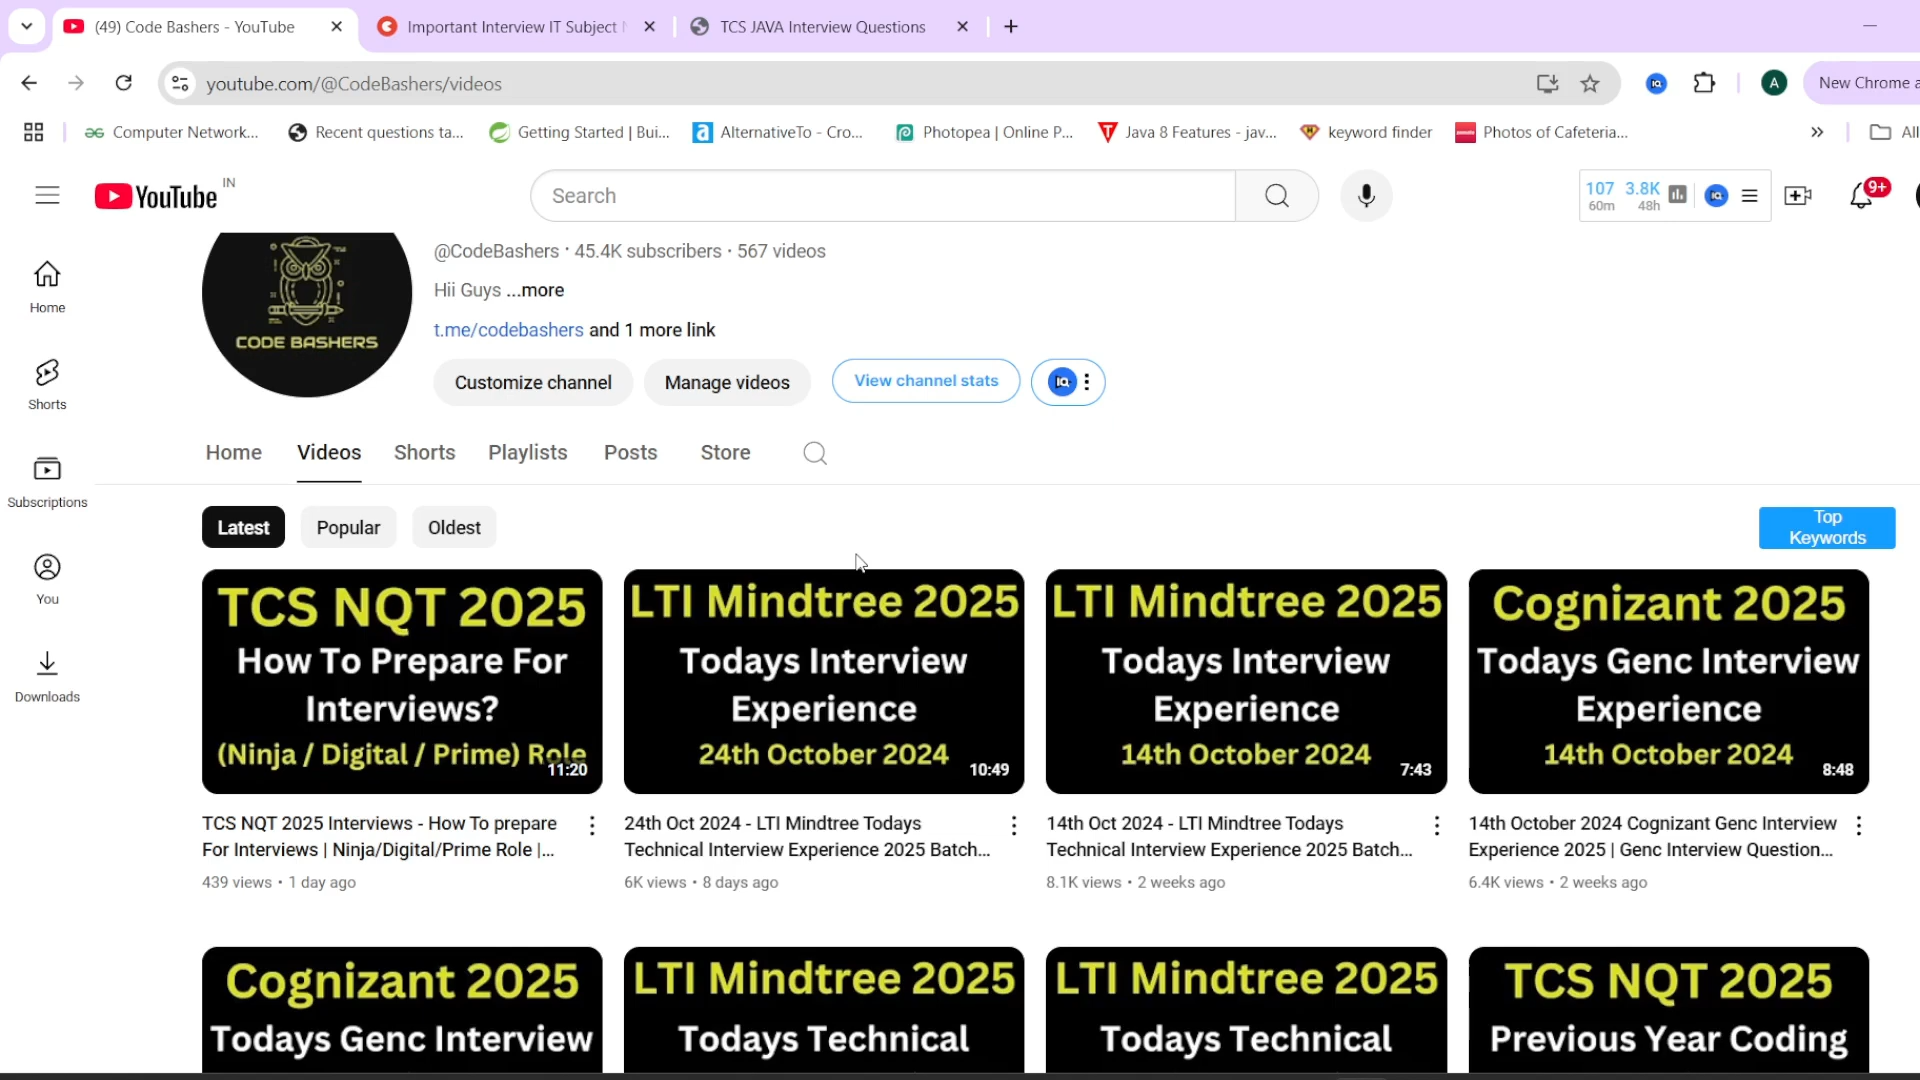 (49) Code Bashers - YouTube
Important Interview IT Subject
TCS JAVA Interview Questions
youtube.com/@CodeBashers/videos
A
New Chrome a
Computer Network...
Recent questions ta...
Getting Started | Bui...
AlternativeTo - Cro...
Photopea | Online P...
Java 8 Features - jav...
keyword finder
Photos of Cafeteria...
All
YouTube IN
Search
107 3.8K
60m 48h
9+
Home
Shorts
Subscriptions
You
Downloads
CODE BASHERS
@CodeBashers · 45.4K subscribers · 567 videos
Hii Guys ...more
t.me/codebashers and 1 more link
Customize channel
Manage videos
View channel stats
Home Videos Shorts Playlists Posts Store
Latest
Popular
Oldest
Top
Keywords
TCS NQT 2025
How To Prepare For
Interviews?
(Ninja / Digital / Prime) Role
11:20
TCS NQT 2025 Interviews - How To prepare
For Interviews | Ninja/Digital/Prime Role |...
439 views • 1 day ago
LTI Mindtree 2025
Todays Interview
Experience
24th October 2024
10:49
24th Oct 2024 - LTI Mindtree Todays
Technical Interview Experience 2025 Batch...
6K views • 8 days ago
LTI Mindtree 2025
Todays Interview
Experience
14th October 2024
7:43
14th Oct 2024 - LTI Mindtree Todays
Technical Interview Experience 2025 Batch...
8.1K views • 2 weeks ago
Cognizant 2025
Todays Genc Interview
Experience
14th October 2024
8:48
14th October 2024 Cognizant Genc Interview
Experience 2025 | Genc Interview Question...
6.4K views • 2 weeks ago
Cognizant 2025
Todays Genc Interview
LTI Mindtree 2025
Todays Technical
LTI Mindtree 2025
Todays Technical
TCS NQT 2025
Previous Year Coding